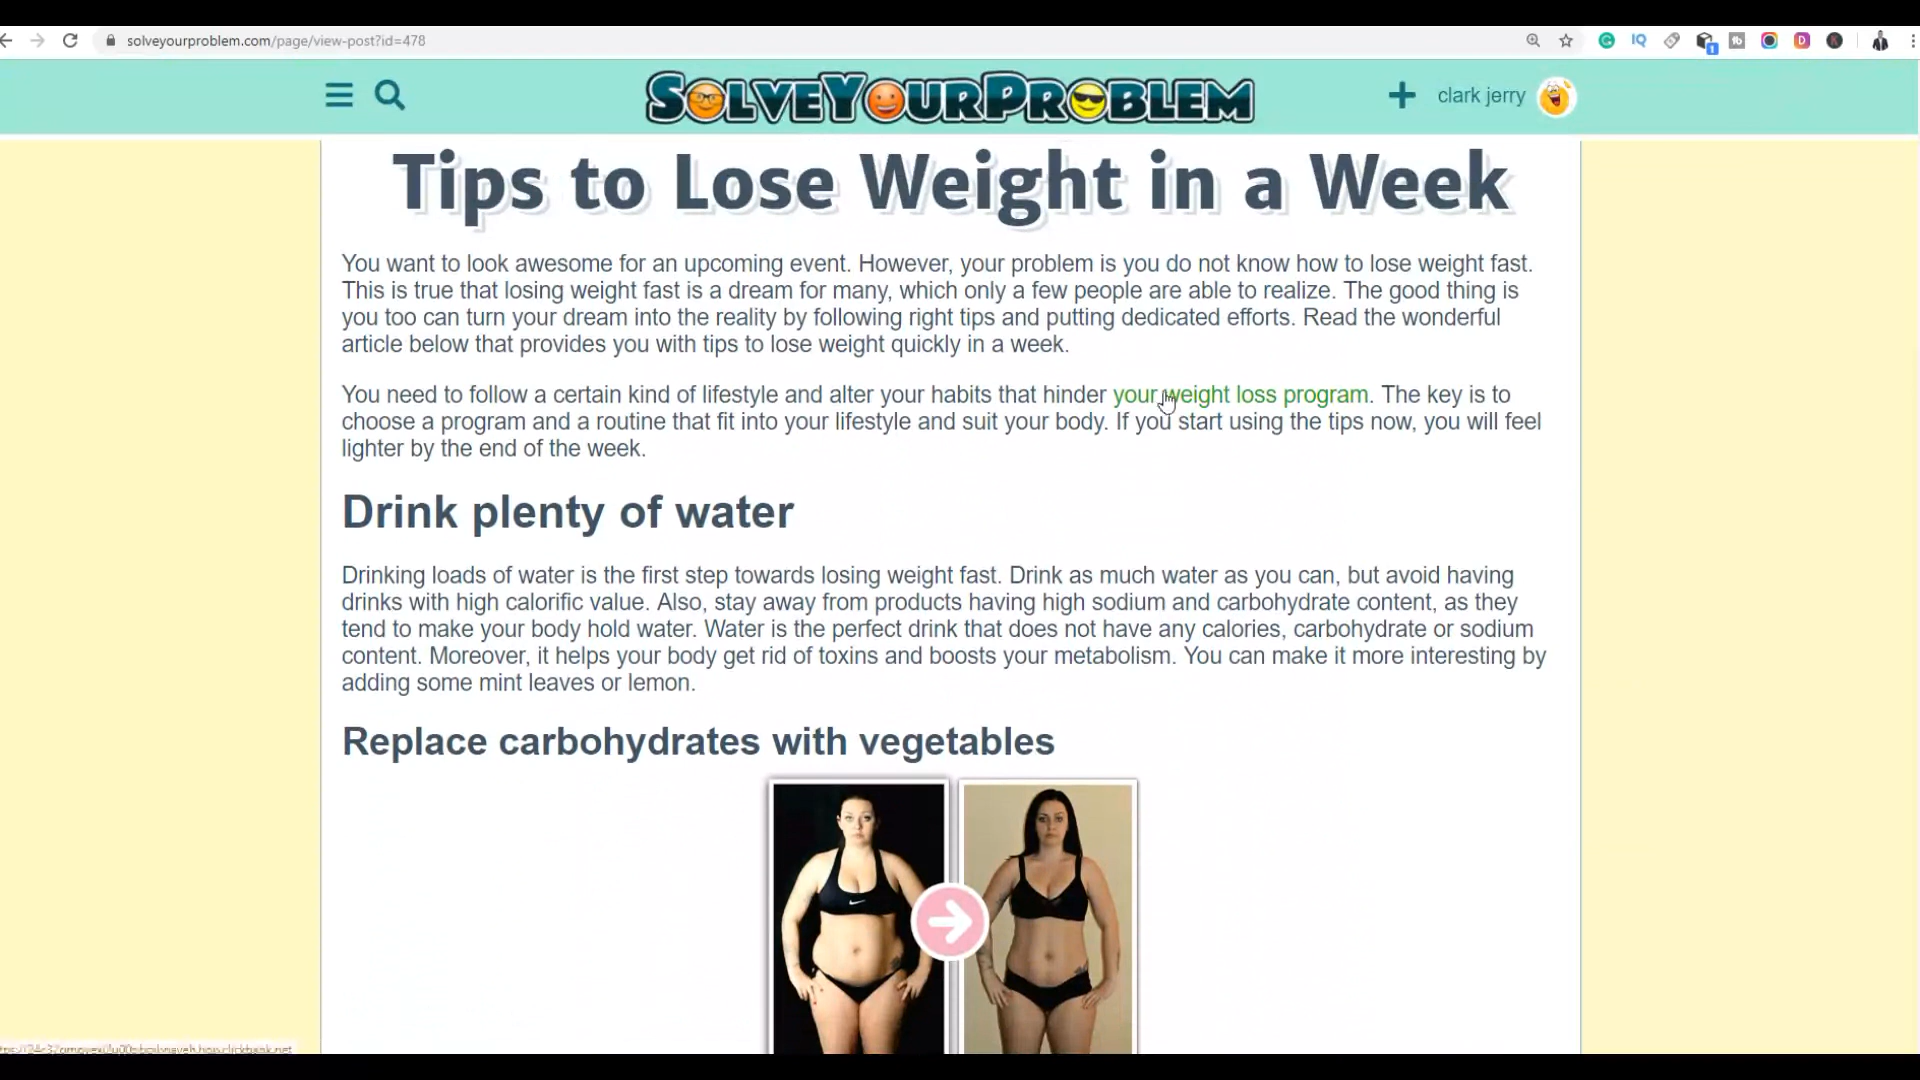 solveyourproblem.com/page/view-post?id=478
SOLVEYOURPROBLEM
clark jerry
Tips to Lose Weight in a Week
You want to look awesome for an upcoming event. However, your problem is you do not know how to lose weight fast.
This is true that losing weight fast is a dream for many, which only a few people are able to realize. The good thing is
you too can turn your dream into the reality by following right tips and putting dedicated efforts. Read the wonderful
article below that provides you with tips to lose weight quickly in a week.
You need to follow a certain kind of lifestyle and alter your habits that hinder your weight loss program. The key is to
choose a program and a routine that fit into your lifestyle and suit your body. If you start using the tips now, you will feel
lighter by the end of the week.
Drink plenty of water
Drinking loads of water is the first step towards losing weight fast. Drink as much water as you can, but avoid having
drinks with high calorific value. Also, stay away from products having high sodium and carbohydrate content, as they
tend to make your body hold water. Water is the perfect drink that does not have any calories, carbohydrate or sodium
content. Moreover, it helps your body get rid of toxins and boosts your metabolism. You can make it more interesting by
adding some mint leaves or lemon.
Replace carbohydrates with vegetables